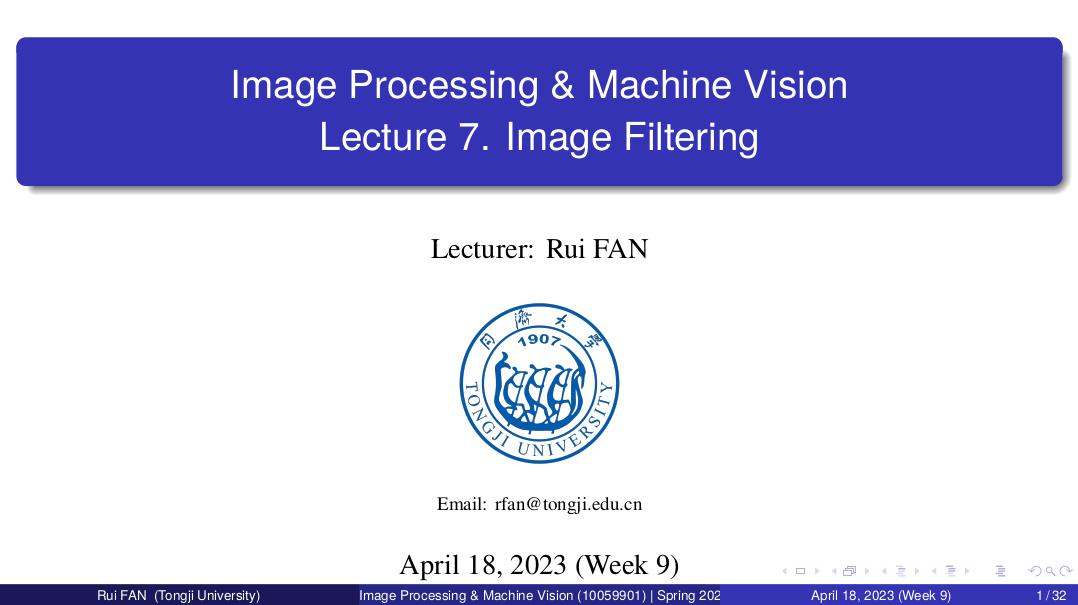 Image Processing & Machine Vision
Lecture 7. Image Filtering
Lecturer: Rui FAN
同濟大學
1907
TONGJI UNIVERSITY
Email: rfan@tongji.edu.cn
April 18, 2023 (Week 9)
Rui FAN (Tongji University)
Image Processing & Machine Vision (10059901) | Spring 202
April 18, 2023 (Week 9)
1 / 32